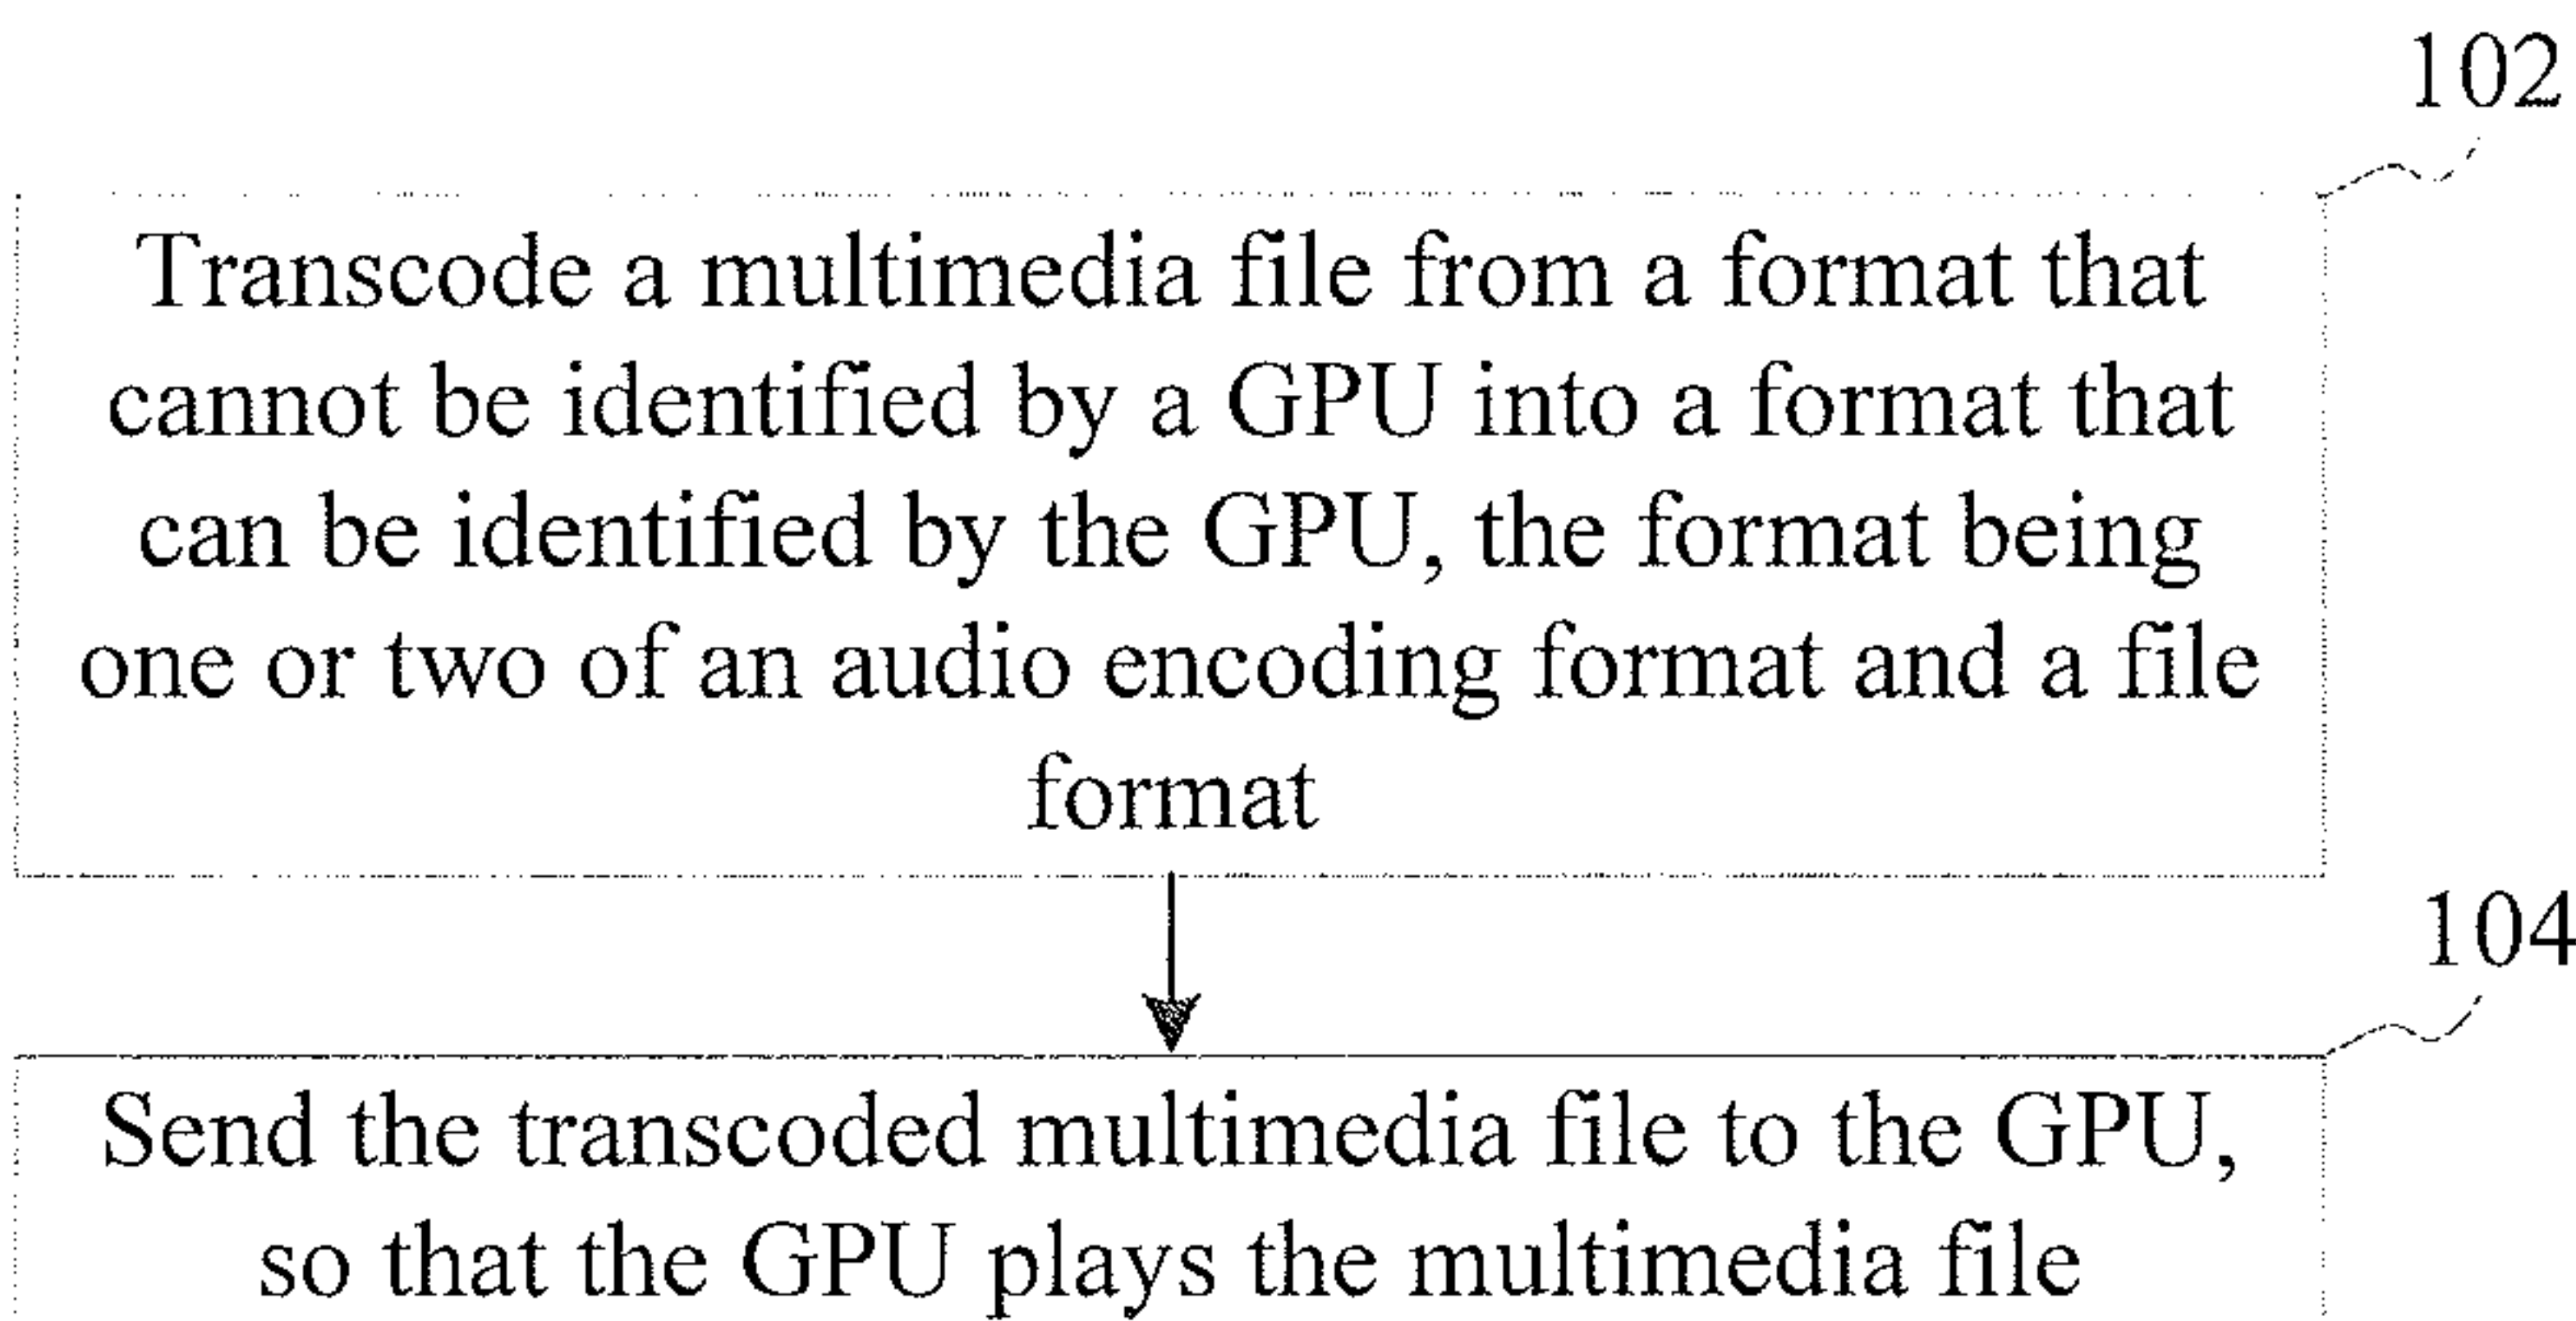 102
Transcode a multimedia file from a format that
cannot be identified by a GPU into a format that
can be identified by the GPU, the format being
one or two of an audio encoding format and a file
format
104
Send the transcoded multimedia file to the GPU,
so that the GPU plays the multimedia file